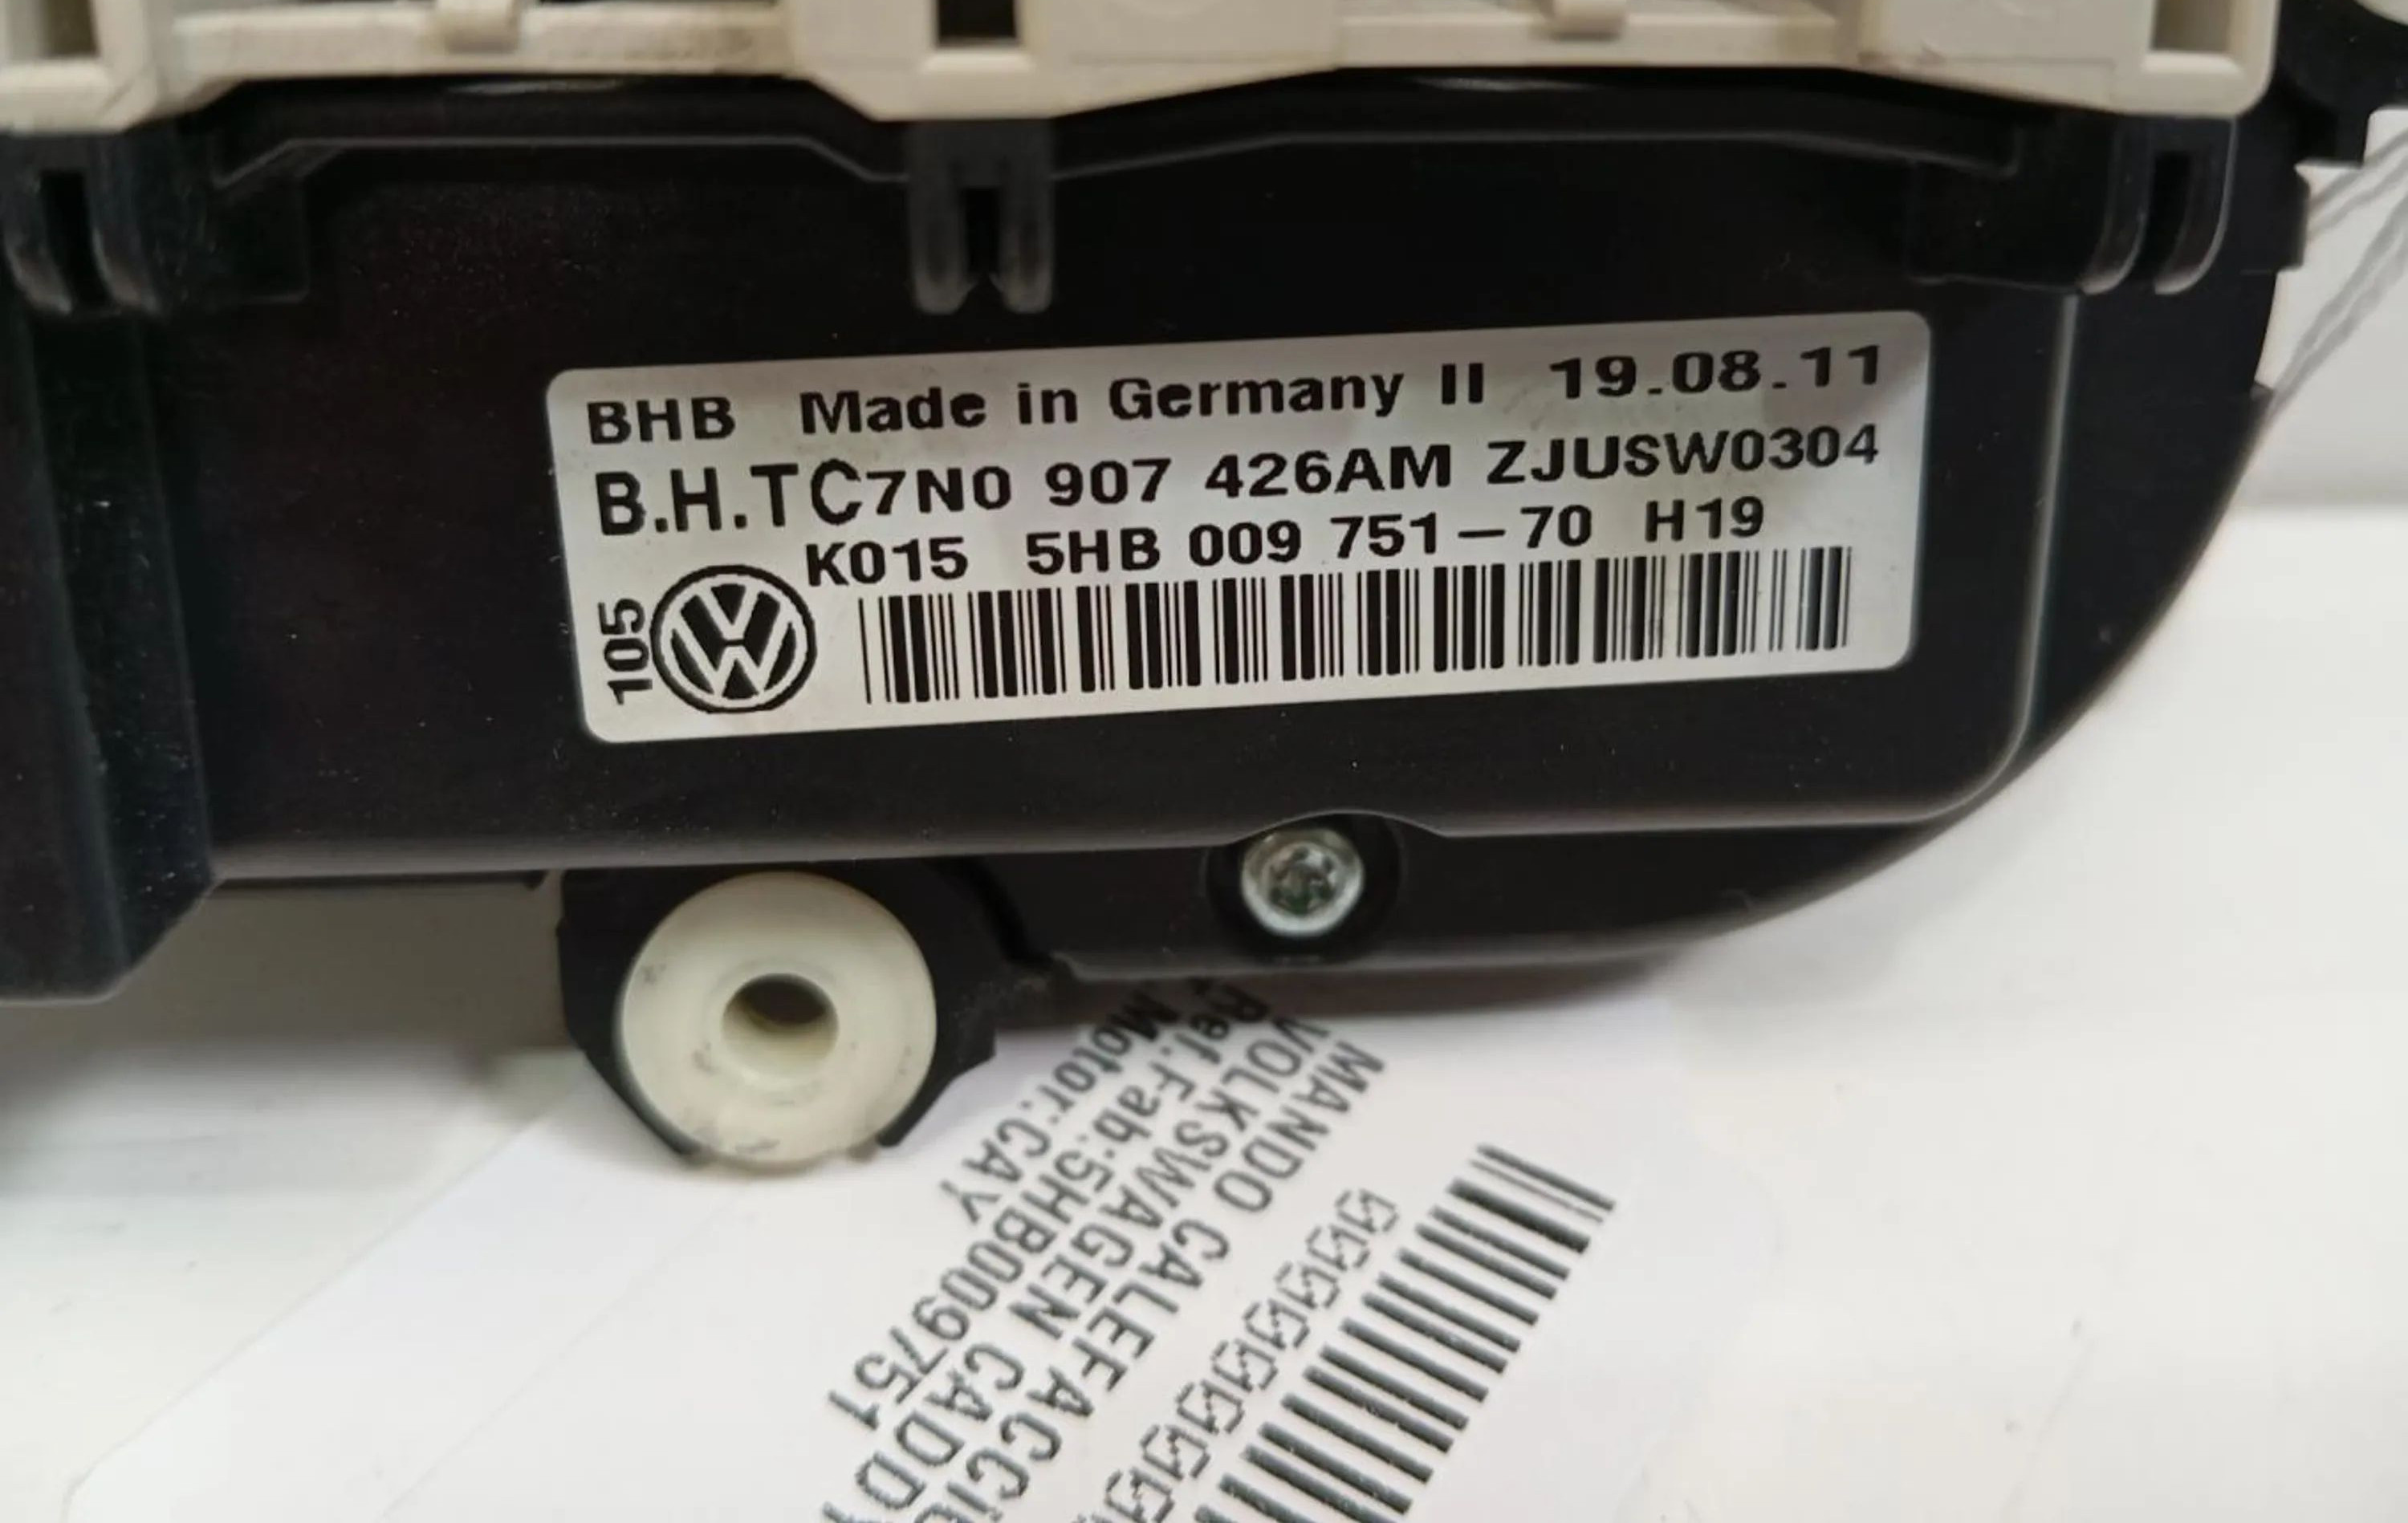 BHB Made in Germany II 19.08.11
B.H.TC7N0 907 426AM ZJUSW0304
K015 5HB 009 751-70 H19
105
MANDO CALEFACCI
VOLKSWAGEN CADDY
Ref.Fab:5HB009751
Motor:CAY